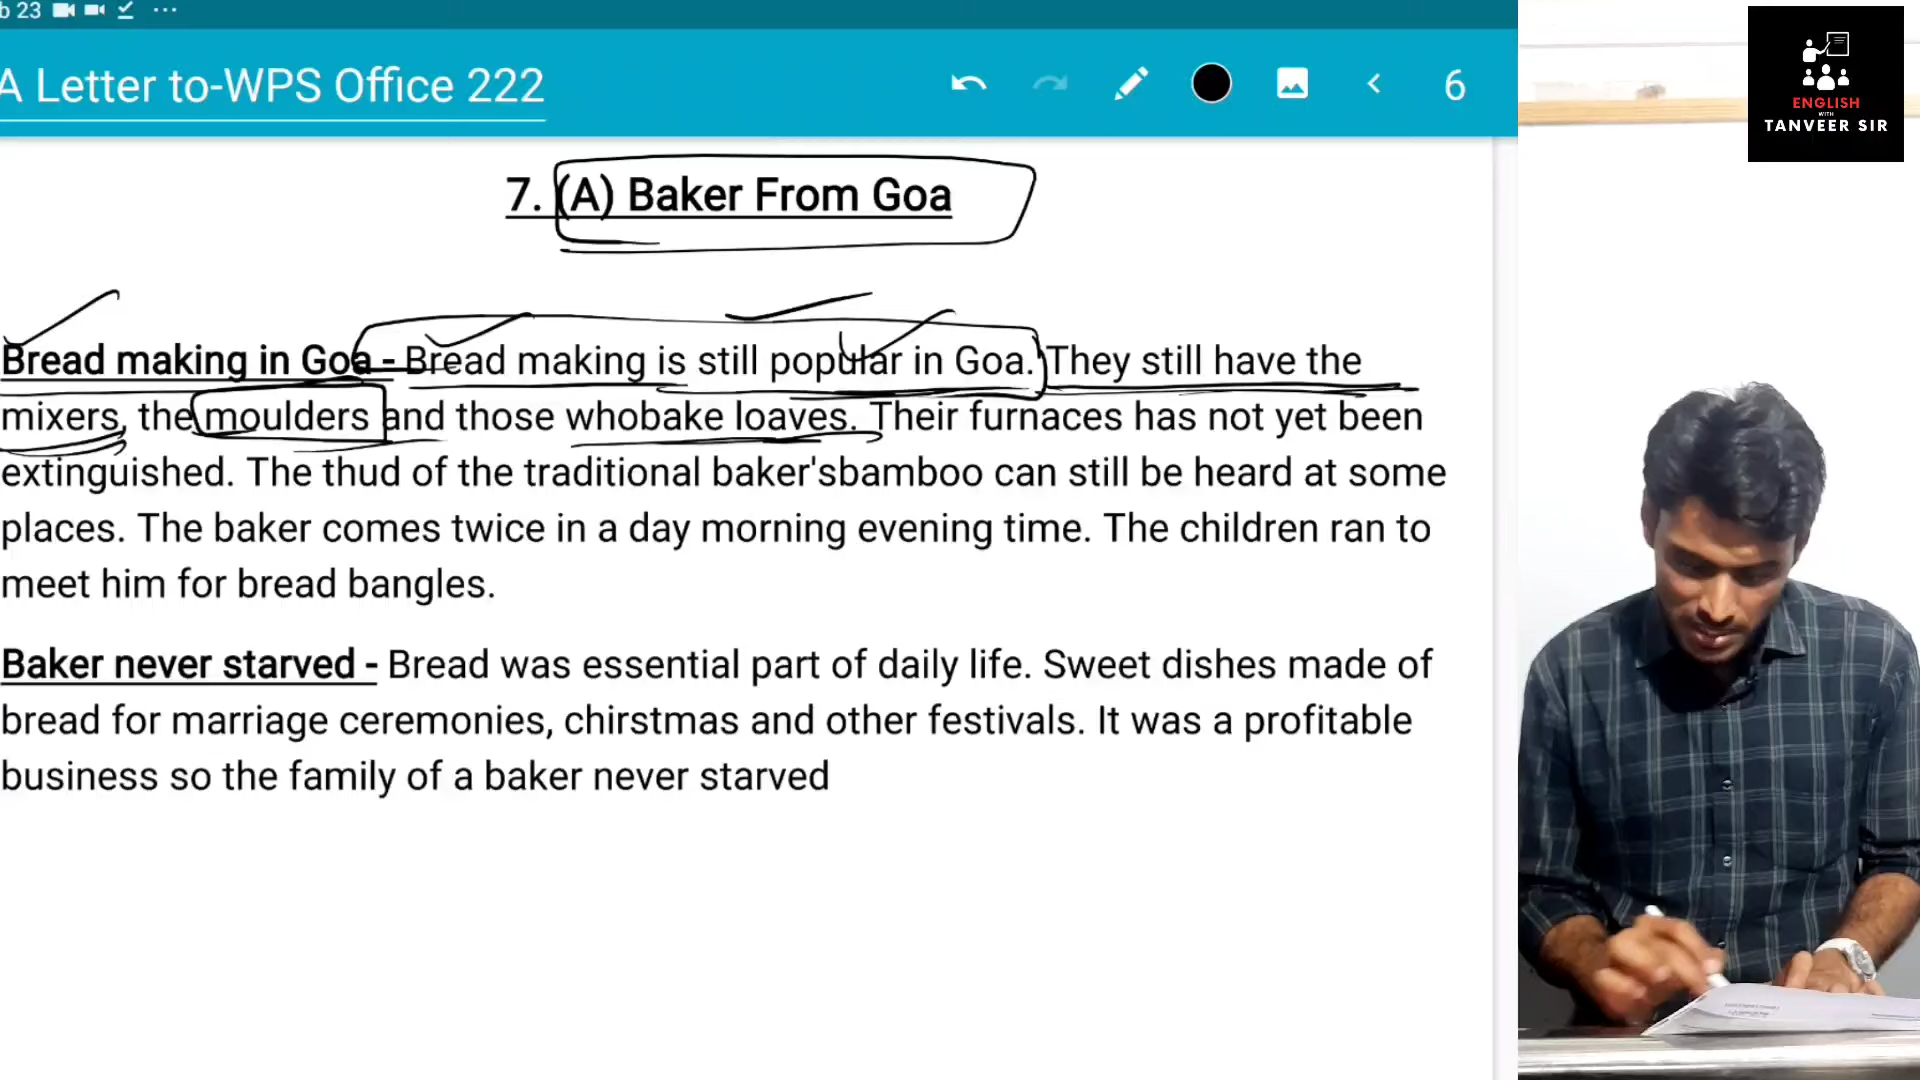 b 23
A Letter to-WPS Office 222
6
ENGLISH
WITH
TANVEER SIR
7. (A) Baker From Goa
Bread making in Goa - Bread making is still popular in Goa. They still have the
mixers, the moulders and those whobake loaves. Their furnaces has not yet been
extinguished. The thud of the traditional baker'sbamboo can still be heard at some
places. The baker comes twice in a day morning evening time. The children ran to
meet him for bread bangles.
Baker never starved - Bread was essential part of daily life. Sweet dishes made of
bread for marriage ceremonies, chirstmas and other festivals. It was a profitable
business so the family of a baker never starved